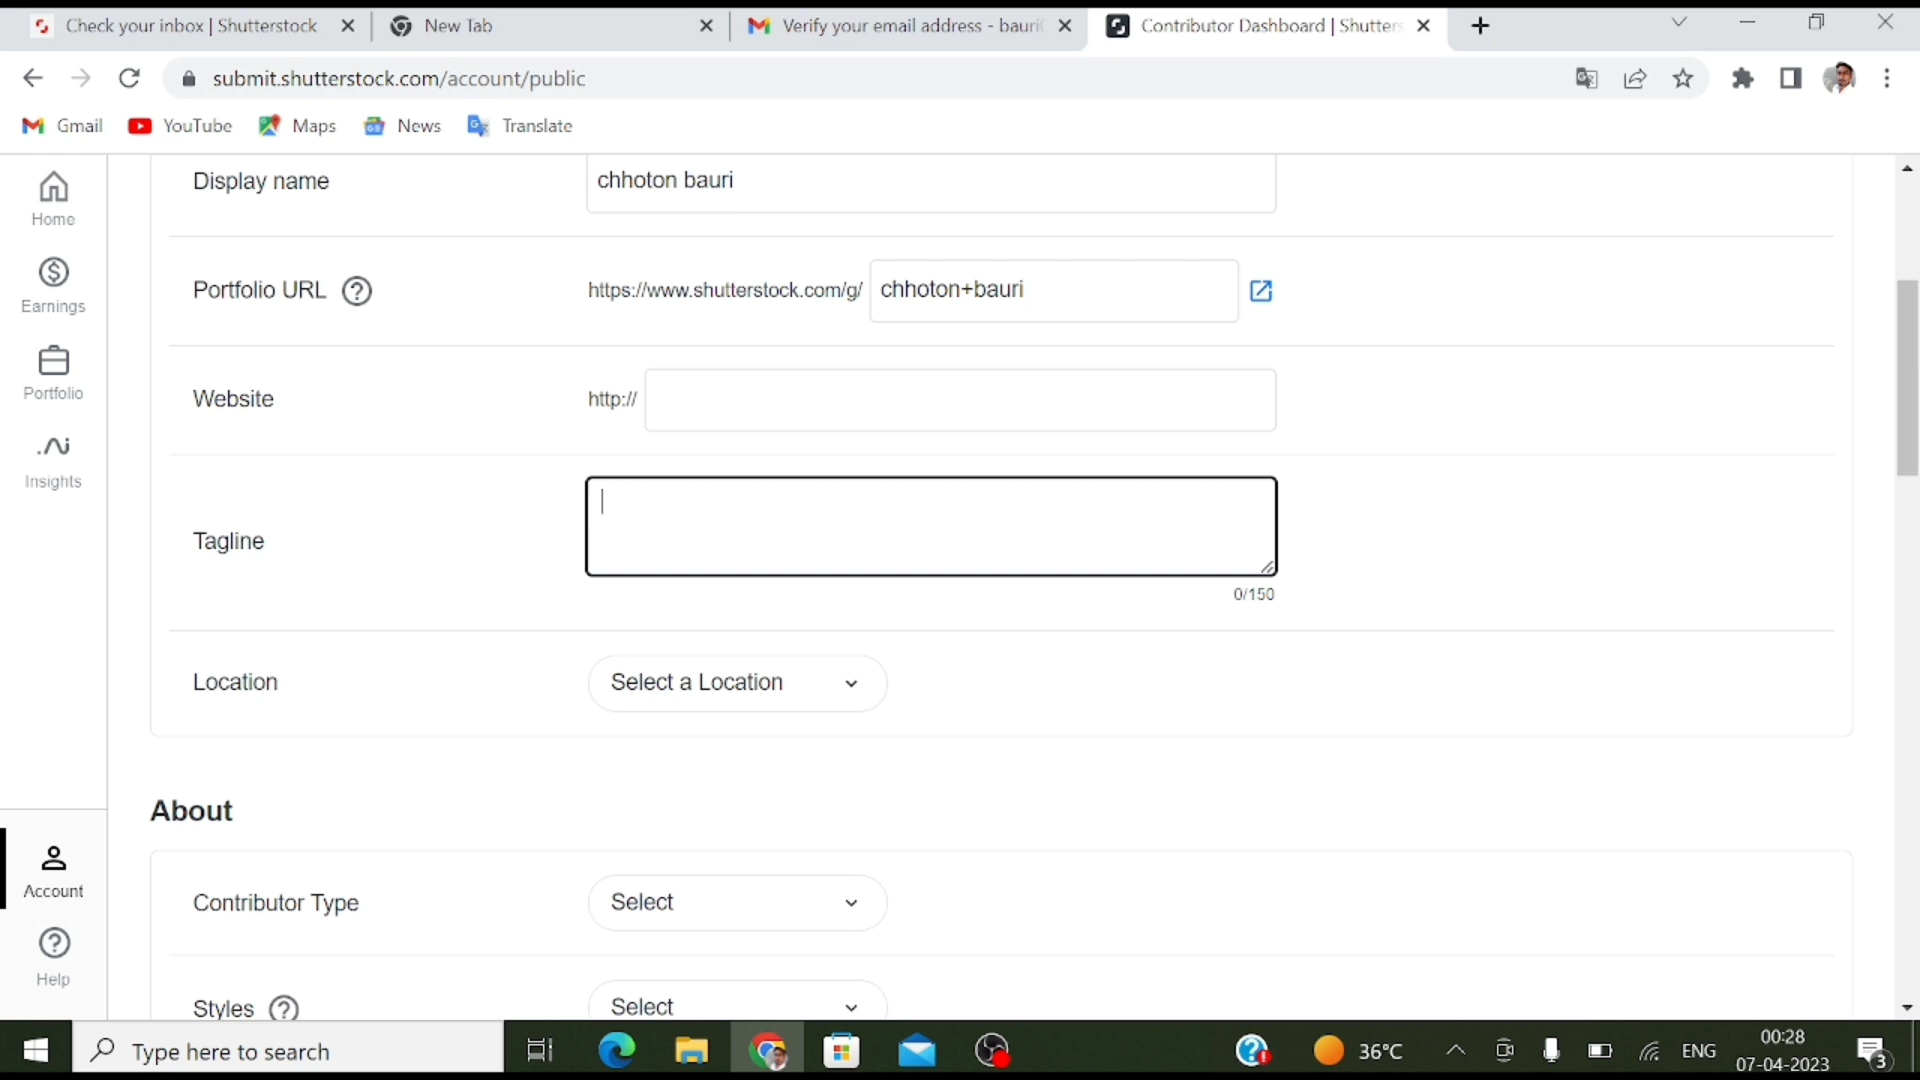 Check your inbox | Shutterstock
New Tab
Verify your email address - bauri
Contributor Dashboard | Shutters
submit.shutterstock.com/account/public
Gmail
YouTube
Maps
News
Translate
Home
Earnings
Portfolio
Insights
Display name
chhoton bauri
Portfolio URL ?
https://www.shutterstock.com/g/
chhoton+bauri
Website
http://
Tagline
0/150
Location
Select a Location
About
Contributor Type
Select
Styles ?
Select
Account
Help
Type here to search
36°C
ENG
00:28
07-04-2023
3